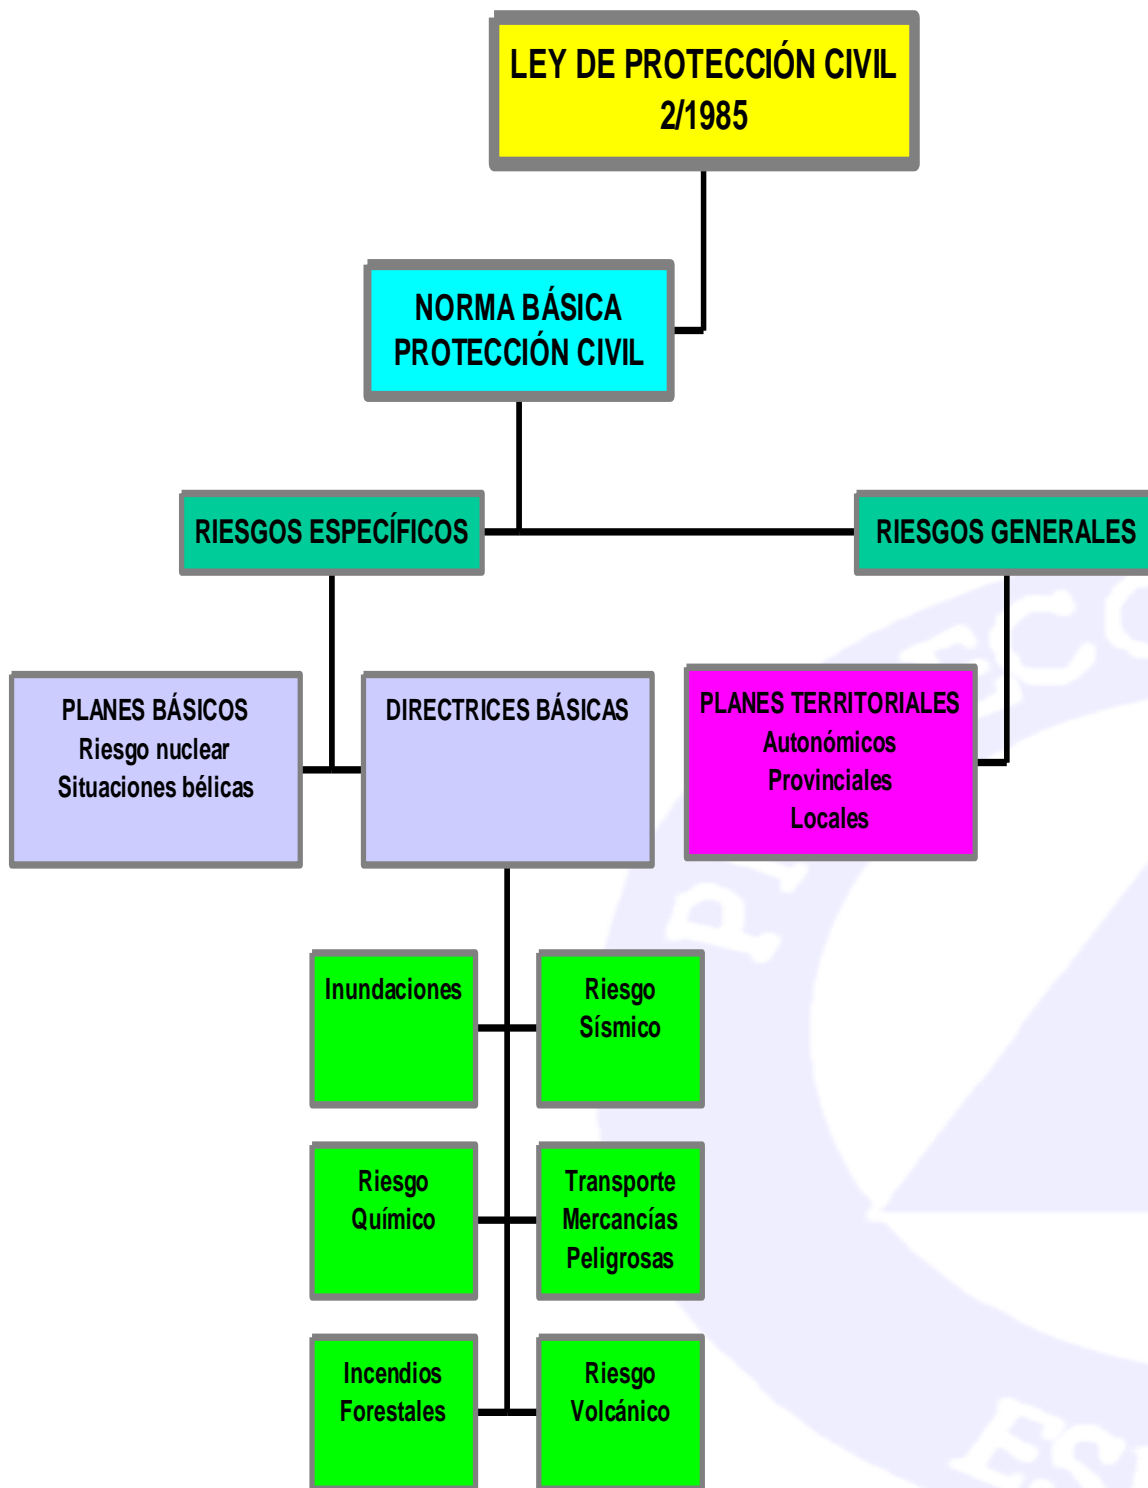 LEY DE PROTECCIÓN CIVIL
2/1985
NORMA BÁSICA
PROTECCIÓN CIVIL
RIESGOS ESPECÍFICOS
RIESGOS GENERALES
PLANES BÁSICOS
Riesgo nuclear
Situaciones bélicas
DIRECTRICES BÁSICAS
PLANES TERRITORIALES
Autonómicos
Provinciales
Locales
Inundaciones
Riesgo
Sísmico
Riesgo
Químico
Transporte
Mercancías
Peligrosas
Incendios
Forestales
Riesgo
Volcánico